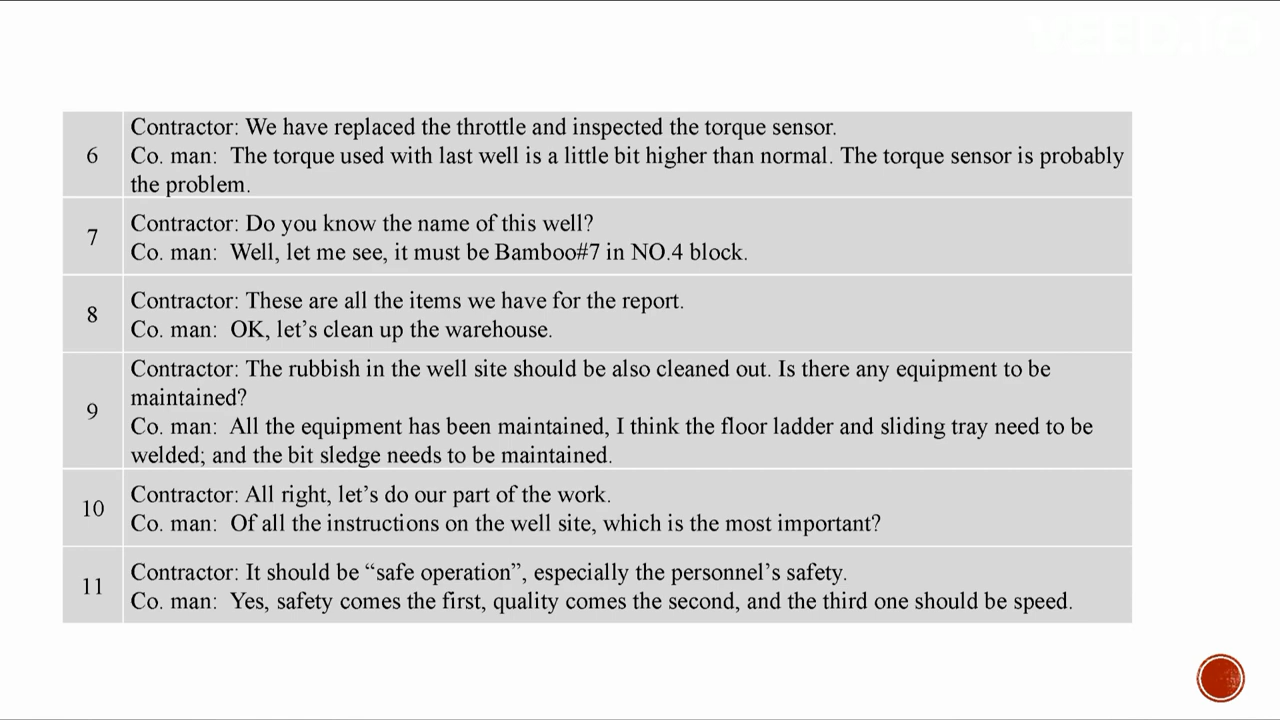 VEED.IO
6
Contractor: We have replaced the throttle and inspected the torque sensor.
Co. man:  The torque used with last well is a little bit higher than normal. The torque sensor is probably
the problem.
7
Contractor: Do you know the name of this well?
Co. man:  Well, let me see, it must be Bamboo#7 in NO.4 block.
8
Contractor: These are all the items we have for the report.
Co. man:  OK, let’s clean up the warehouse.
9
Contractor: The rubbish in the well site should be also cleaned out. Is there any equipment to be
maintained?
Co. man:  All the equipment has been maintained, I think the floor ladder and sliding tray need to be
welded; and the bit sledge needs to be maintained.
10
Contractor: All right, let’s do our part of the work.
Co. man:  Of all the instructions on the well site, which is the most important?
11
Contractor: It should be “safe operation”, especially the personnel’s safety.
Co. man:  Yes, safety comes the first, quality comes the second, and the third one should be speed.